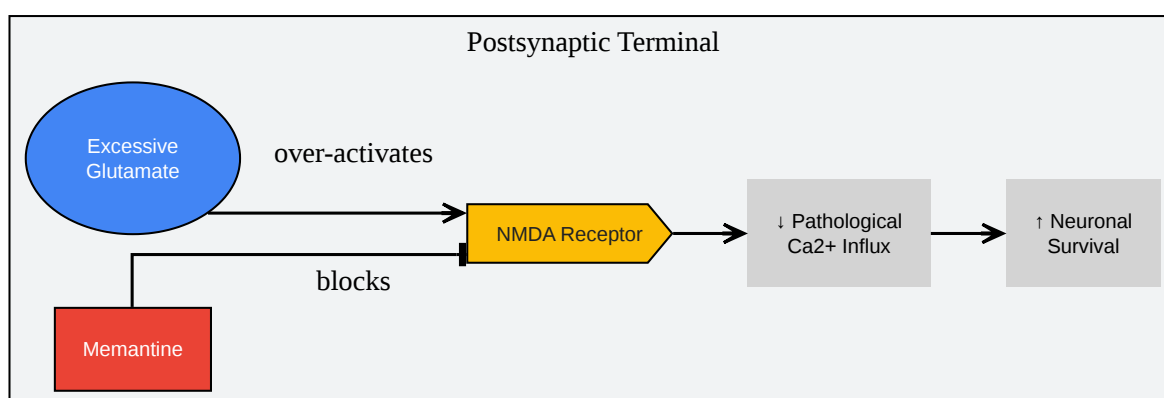 Postsynaptic Terminal
Excessive
Glutamate
over-activates
NMDA Receptor
↓ Pathological
Ca2+ Influx
↑ Neuronal
Survival
blocks
Memantine